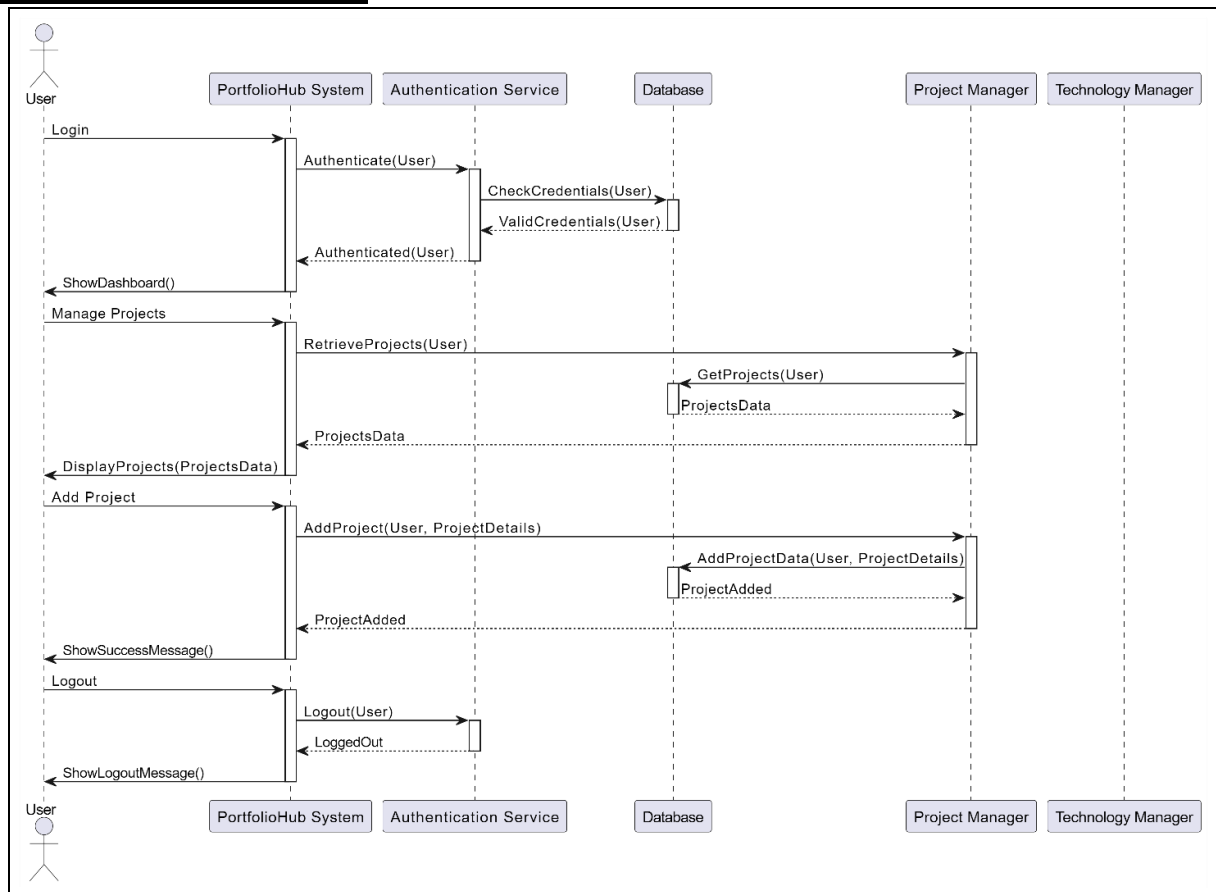 User
PortfolioHub System
Authentication Service
Database
Project Manager
Technology Manager
Login
Authenticate(User)
CheckCredentials(User)
ValidCredentials(User)
Authenticated(User)
ShowDashboard()
Manage Projects
RetrieveProjects(User)
GetProjects(User)
ProjectsData
ProjectsData
DisplayProjects(ProjectsData)
Add Project
AddProject(User, ProjectDetails)
AddProjectData(User, ProjectDetails)
ProjectAdded
ProjectAdded
ShowSuccessMessage()
Logout
Logout(User)
LoggedOut
ShowLogoutMessage()
User
PortfolioHub System
Authentication Service
Database
Project Manager
Technology Manager